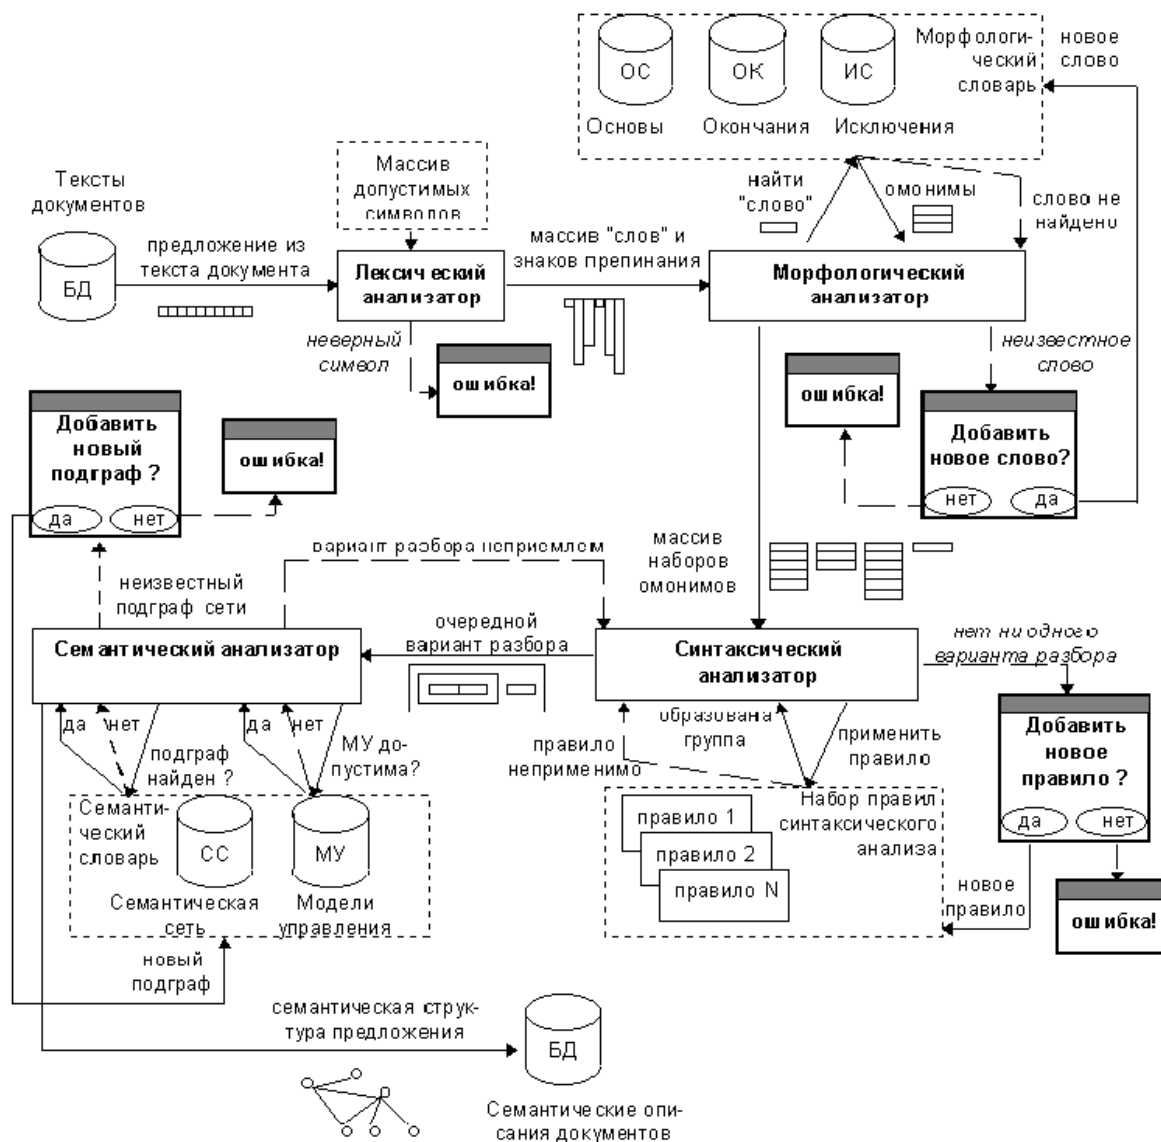 ОС
ОК
ИС
Морфологи-
ческий
словарь
Основы
Окончания
Исключения
новое
слово
Тексты
документов
БД
предложение из
текста документа
Массив
допустимых
символов
Лексический
анализатор
массив "слов" и
знаков препинания
найти
"слово"
омонимы
слово не
найдено
Морфологический
анализатор
неверный
символ
ошибка!
неизвестное
слово
ошибка!
Добавить
новое слово?
нет
да
Добавить
новый
подграф ?
да
нет
ошибка!
массив
наборов
омонимов
вариант разбора неприемлем
неизвестный
подграф сети
Семантический анализатор
очередной
вариант разбора
Синтаксический
анализатор
нет ни одного
варианта разбора
да
нет
подграф
найден ?
да
нет
МУ до-
пустима?
правило
неприменимо
образована
группа
применить
правило
Добавить
новое
правило ?
да
нет
Семанти-
ческий
словарь
СС
МУ
Семантическая
сеть
Модели
управления
правило 1
правило 2
правило N
Набор правил
синтаксического
анализа
новое
правило
ошибка!
новый
подграф
семантическая струк-
тура предложения
БД
Семантические опи-
сания документов